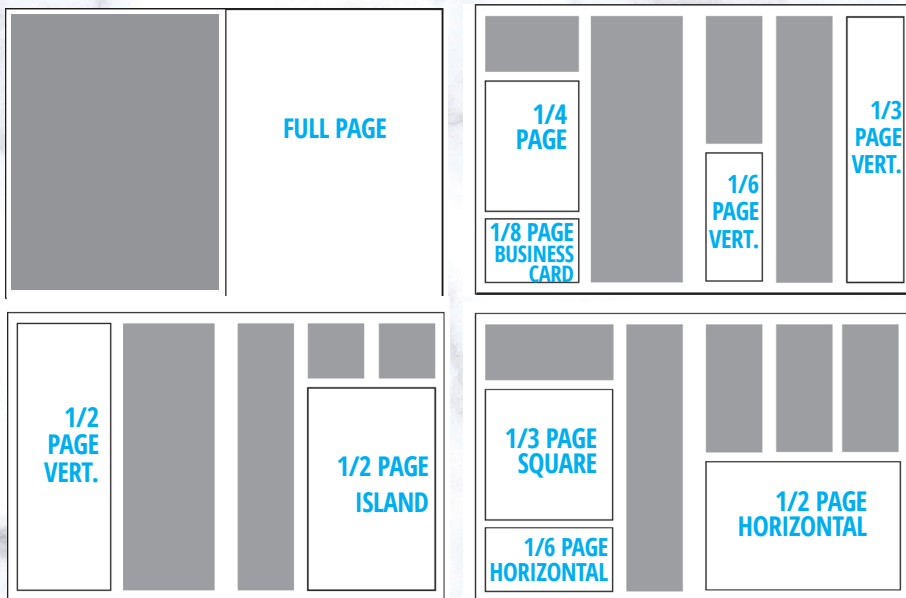 FULL PAGE
1/4
PAGE
1/8 PAGE
BUSINESS
CARD
1/6
PAGE
VERT.
1/3
PAGE
VERT.
1/2
PAGE
VERT.
1/2 PAGE
ISLAND
1/3 PAGE
SQUARE
1/6 PAGE
HORIZONTAL
1/2 PAGE
HORIZONTAL